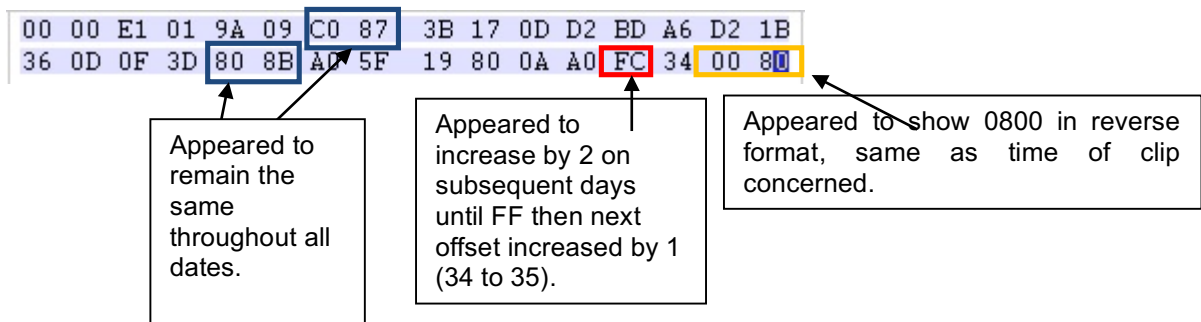 00 00 E1 01 9A 09 C0 87 3B 17 0D D2 BD A6 D2 1B
36 0D 0F 3D 80 8B A0 5F 19 80 0A A0 FC 34 00 80
Appeared to
remain the
same
throughout all
dates.
Appeared to
increase by 2 on
subsequent days
until FF then next
offset increased by 1
(34 to 35).
Appeared to show 0800 in reverse
format, same as time of clip
concerned.